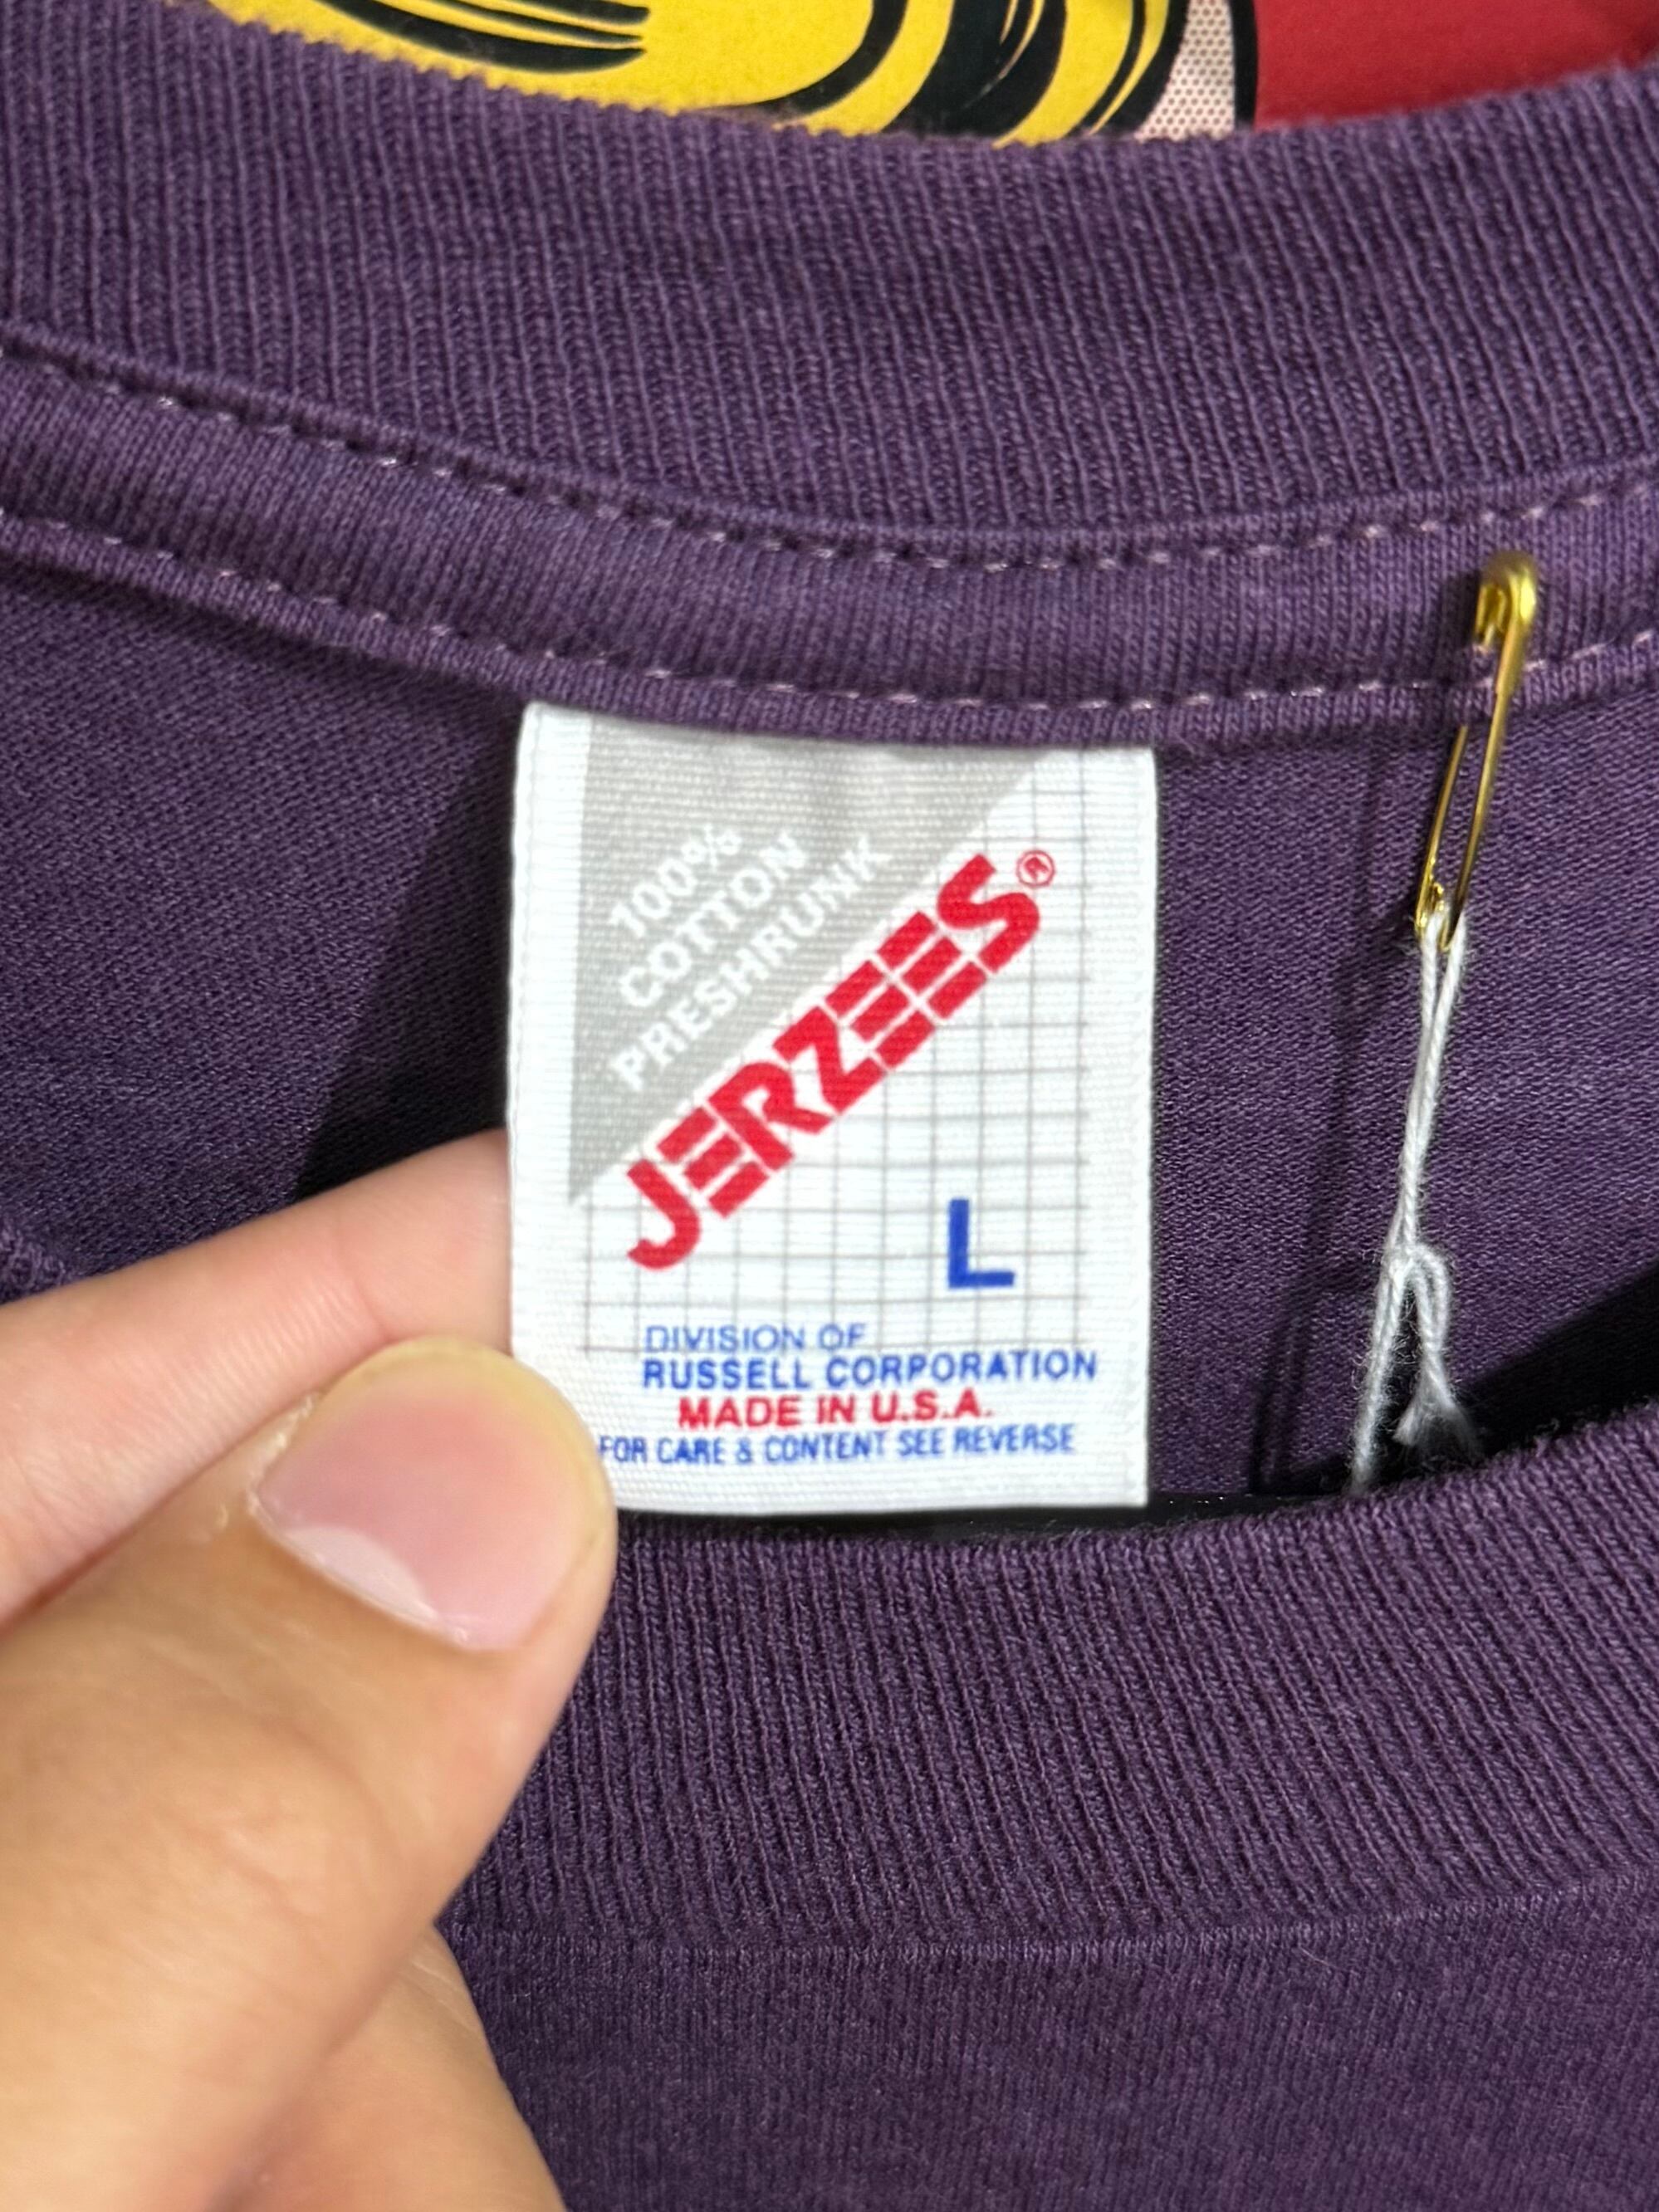 100%
COTTON
PRESHRUNK
JERZEES®
L
DIVISION OF
RUSSELL CORPORATION
MADE IN U.S.A.
FOR CARE & CONTENT SEE REVERSE